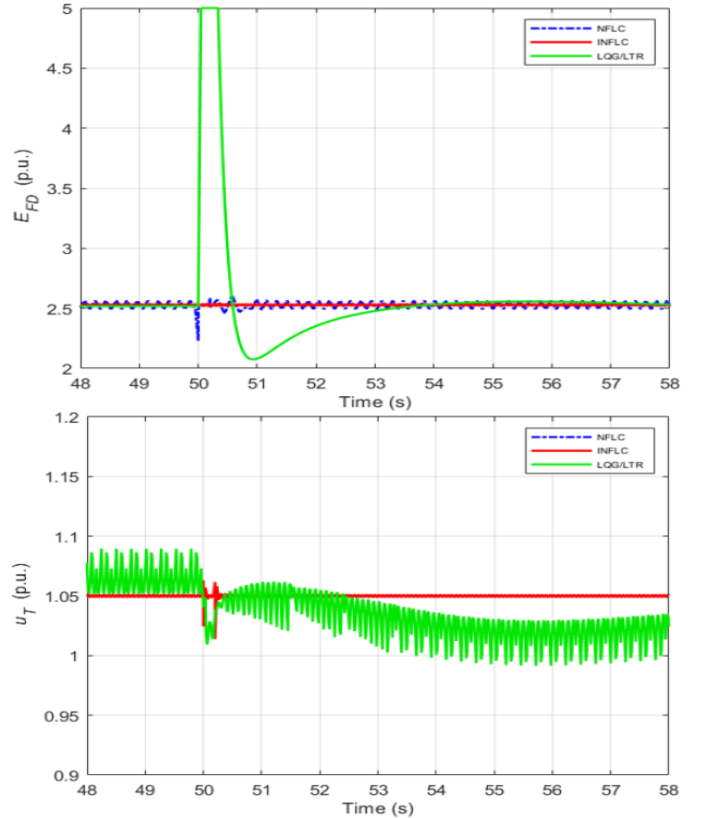 5
4.5
4
3.5
3
2.5
2
E_FD (p.u.)
NFLC
INFLC
LQG/LTR
48 49 50 51 52 53 54 55 56 57 58
Time (s)
1.2
1.15
1.1
1.05
1
0.95
0.9
u_T (p.u.)
NFLC
INFLC
LQG/LTR
48 49 50 51 52 53 54 55 56 57 58
Time (s)